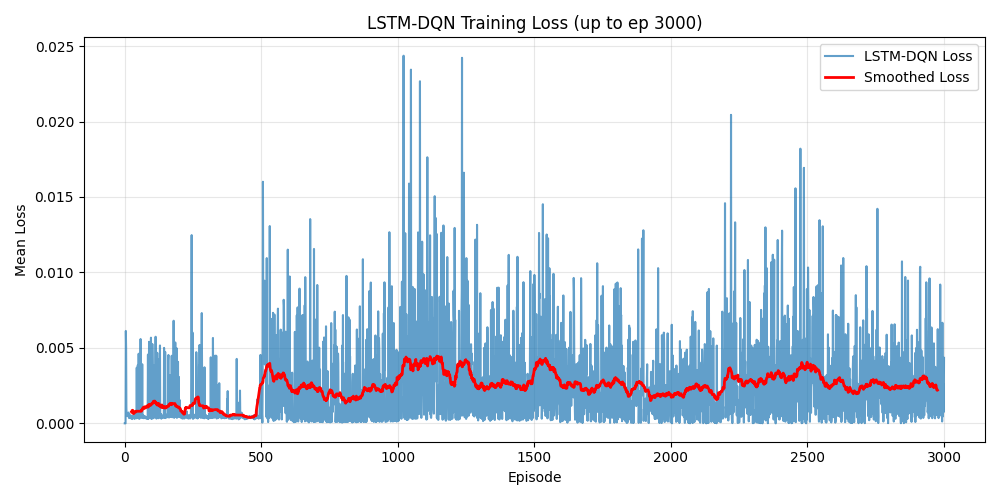 LSTM-DQN Training Loss (up to ep 3000)
LSTM-DQN Loss
Smoothed Loss
Mean Loss
0.025
0.020
0.015
0.010
0.005
0.000
0
500
1000
1500
2000
2500
3000
Episode